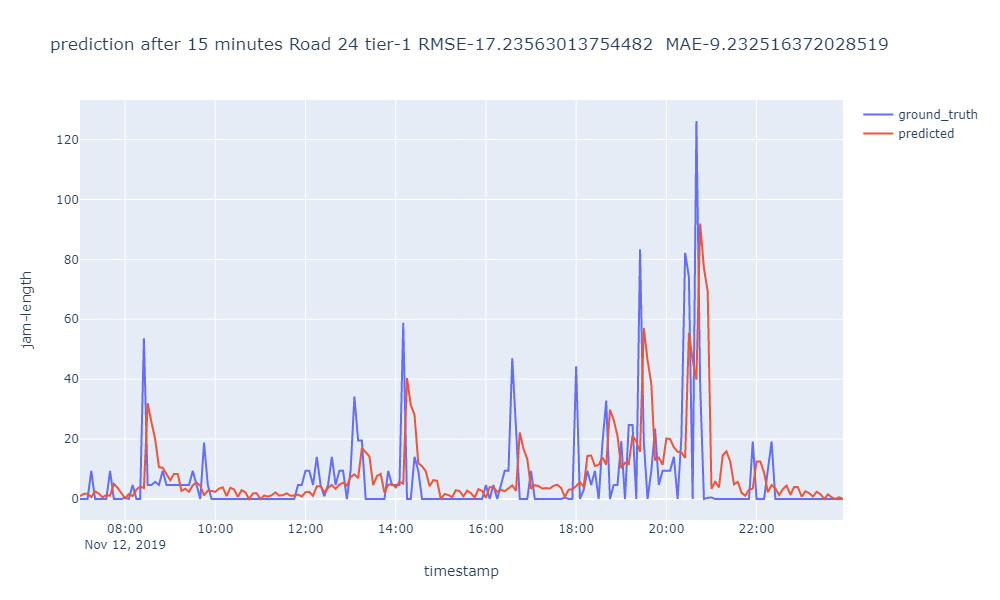 prediction after 15 minutes Road 24 tier-1 RMSE-17.23563013754482  MAE-9.232516372028519
ground_truth
predicted
120
100
80
60
40
20
0
jam-length
08:00 10:00 12:00 14:00 16:00 18:00 20:00 22:00
Nov 12, 2019
timestamp